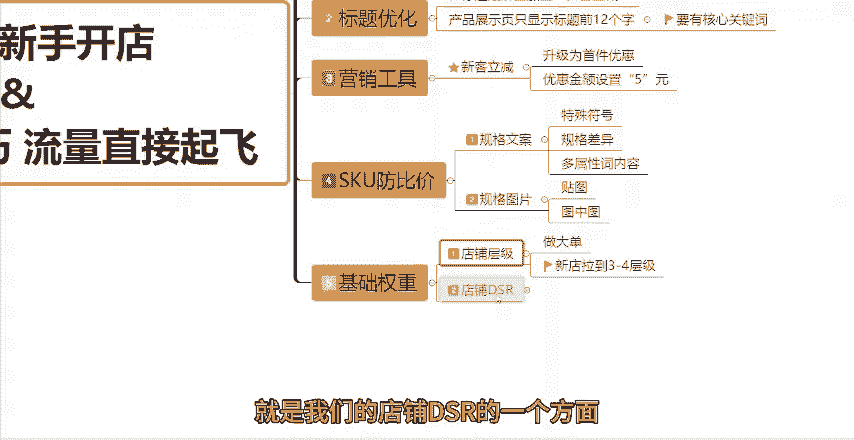 新手开店
&
巧 流量直接起飞
2 标题优化
产品展示页只显示标题前12个字
要有核心关键词
3 营销工具
新客立减
升级为首件优惠
优惠金额设置“5”元
4 SKU防比价
1 规格文案
特殊符号
规格差异
多属性词内容
2 规格图片
贴图
图中图
5 基础权重
1 店铺层级
做大单
新店拉到3-4层级
2 店铺DSR
就是我们的店铺DSR的一个方面